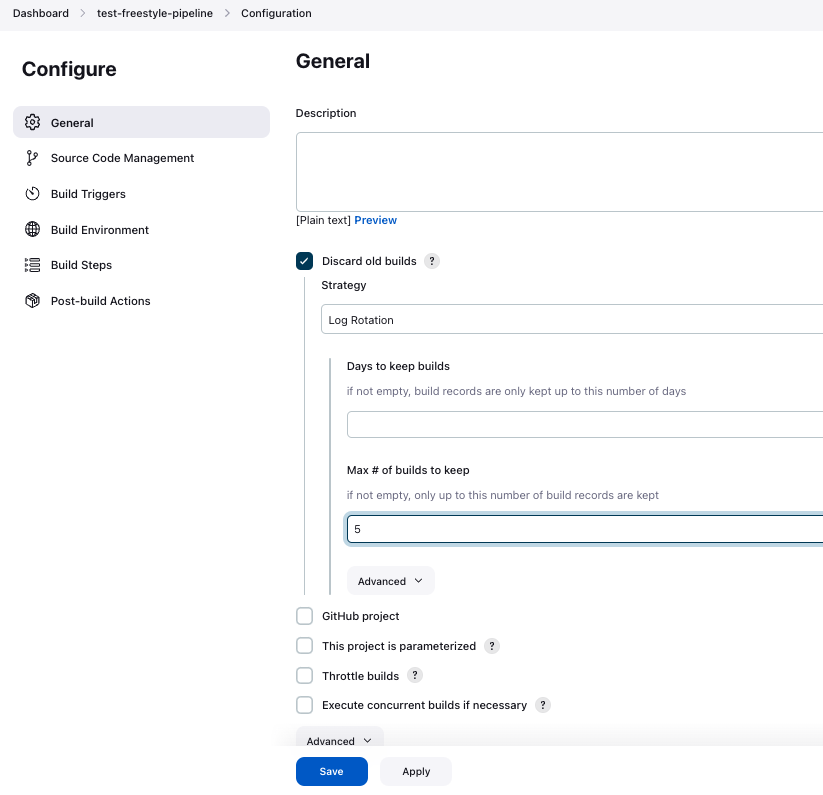 Dashboard > test-freestyle-pipeline > Configuration
Configure
General
Source Code Management
Build Triggers
Build Environment
Build Steps
Post-build Actions
General
Description
[Plain text] Preview
Discard old builds ?
Strategy
Log Rotation
Days to keep builds
if not empty, build records are only kept up to this number of days
Max # of builds to keep
if not empty, only up to this number of build records are kept
5
Advanced
GitHub project
This project is parameterized ?
Throttle builds ?
Execute concurrent builds if necessary ?
Advanced
Save Apply